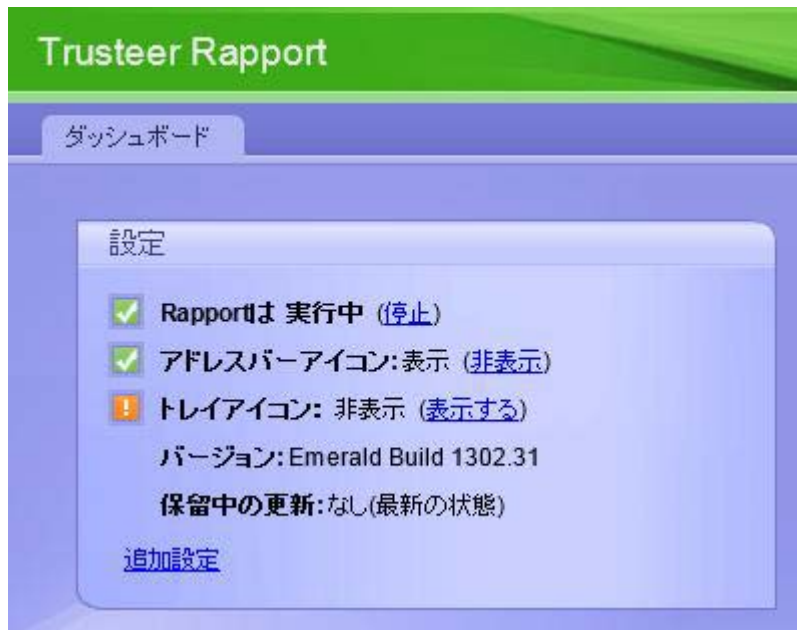 Trusteer Rapport
ダッシュボード
設定
Rapportは 実行中 (停止)
アドレスバーアイコン:表示 (非表示)
トレイアイコン: 非表示 (表示する)
バージョン: Emerald Build 1302.31
保留中の更新:なし(最新の状態)
追加設定